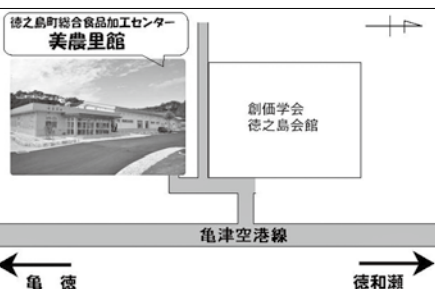 徳之島町総合食品加工センター
美農里館
創価学会
徳之島会館
亀津空港線
亀 徳
徳和瀬